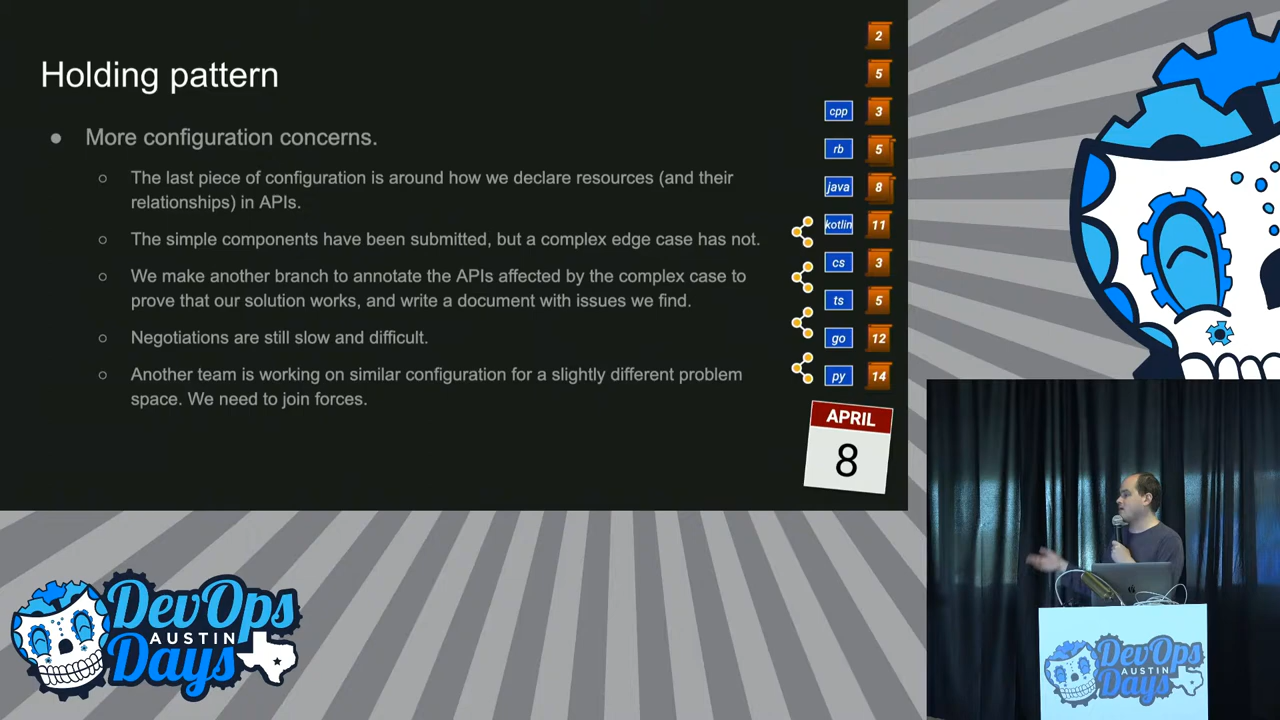 Holding pattern
● More configuration concerns.
○ The last piece of configuration is around how we declare resources (and their
relationships) in APIs.
○ The simple components have been submitted, but a complex edge case has not.
○ We make another branch to annotate the APIs affected by the complex case to
prove that our solution works, and write a document with issues we find.
○ Negotiations are still slow and difficult.
○ Another team is working on similar configuration for a slightly different problem
space. We need to join forces.
2
5
cpp 3
rb 5
java 8
kotlin 11
cs 3
ts 5
go 12
py 14
APRIL
8
DevOps
AUSTIN
Days
DevOps
AUSTIN
Days